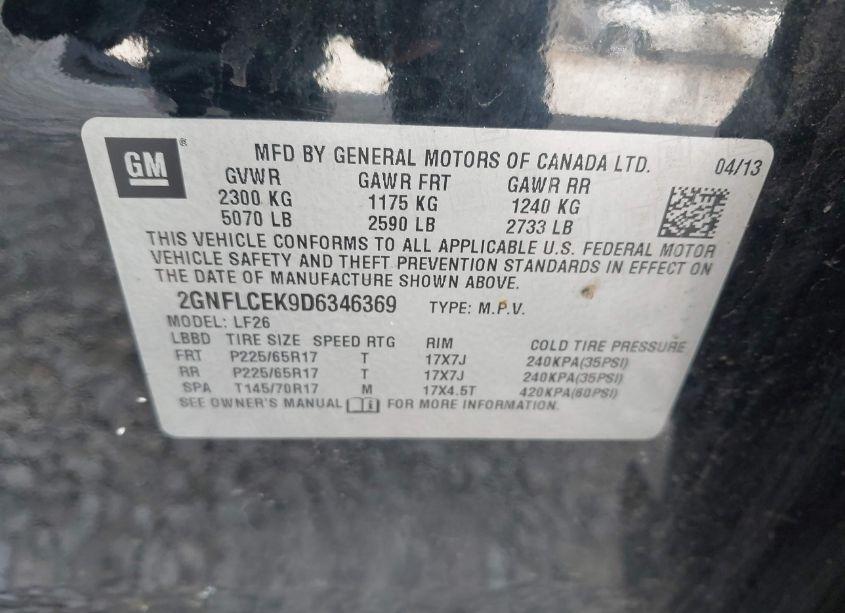 GM ®
MFD BY GENERAL MOTORS OF CANADA LTD. 04/13
GVWR GAWR FRT GAWR RR
2300 KG 1175 KG 1240 KG
5070 LB 2590 LB 2733 LB
THIS VEHICLE CONFORMS TO ALL APPLICABLE U.S. FEDERAL MOTOR
VEHICLE SAFETY AND THEFT PREVENTION STANDARDS IN EFFECT ON
THE DATE OF MANUFACTURE SHOWN ABOVE.
2GNFLCEK9D6346369 TYPE: M.P.V.
MODEL: LF26
LBBD TIRE SIZE SPEED RTG RIM COLD TIRE PRESSURE
FRT P225/65R17 T 17X7J 240KPA(35PSI)
RR P225/65R17 T 17X7J 240KPA(35PSI)
SPA T145/70R17 M 17X4.5T 420KPA(60PSI)
SEE OWNER'S MANUAL i FOR MORE INFORMATION.